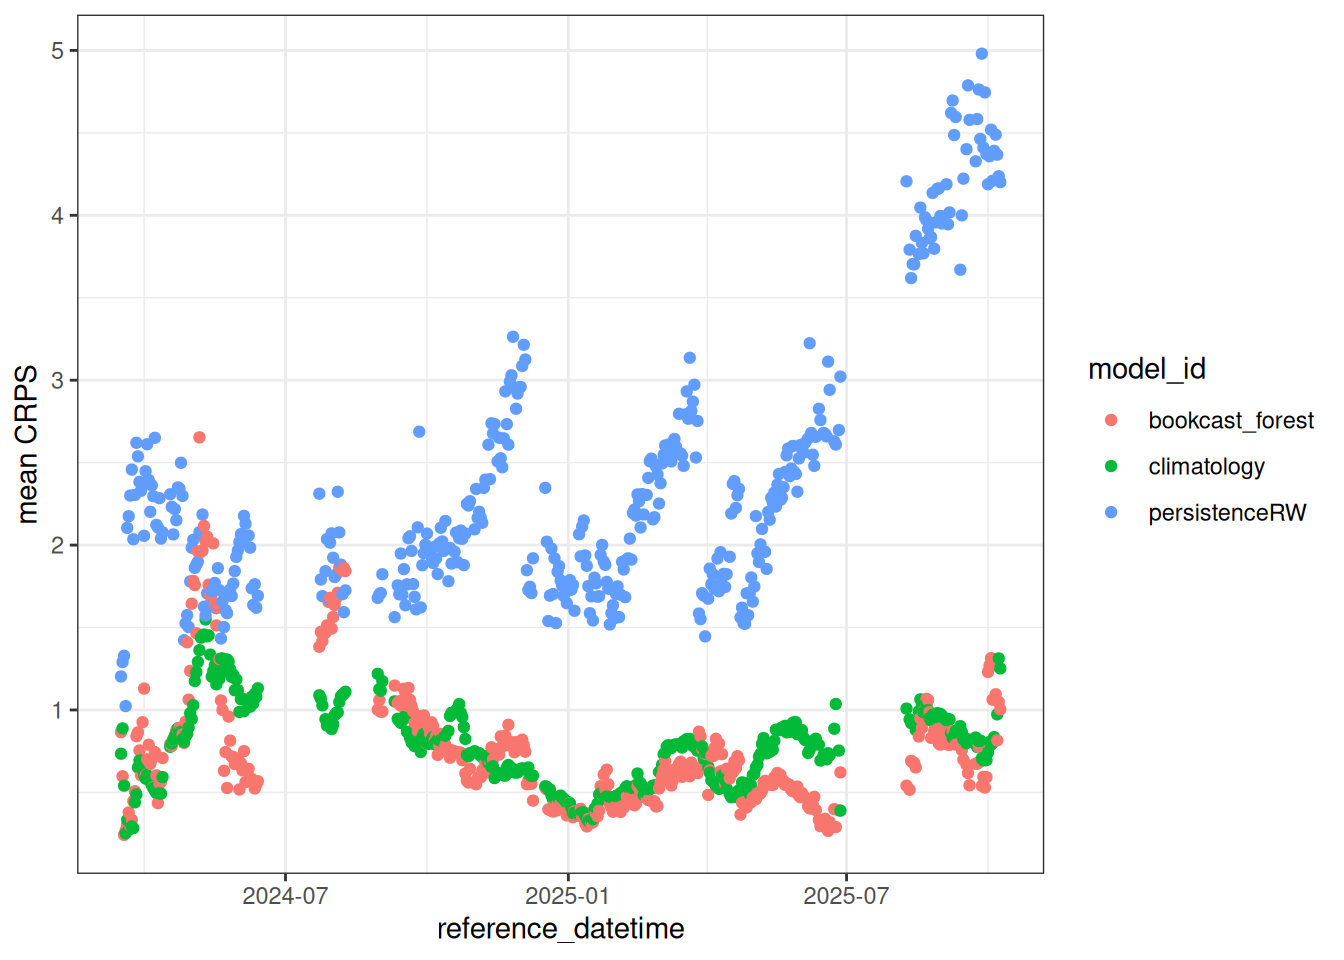 5
4
3
2
1
mean CRPS
2024-07
2025-01
2025-07
reference_datetime
model_id
bookcast_forest
climatology
persistenceRW